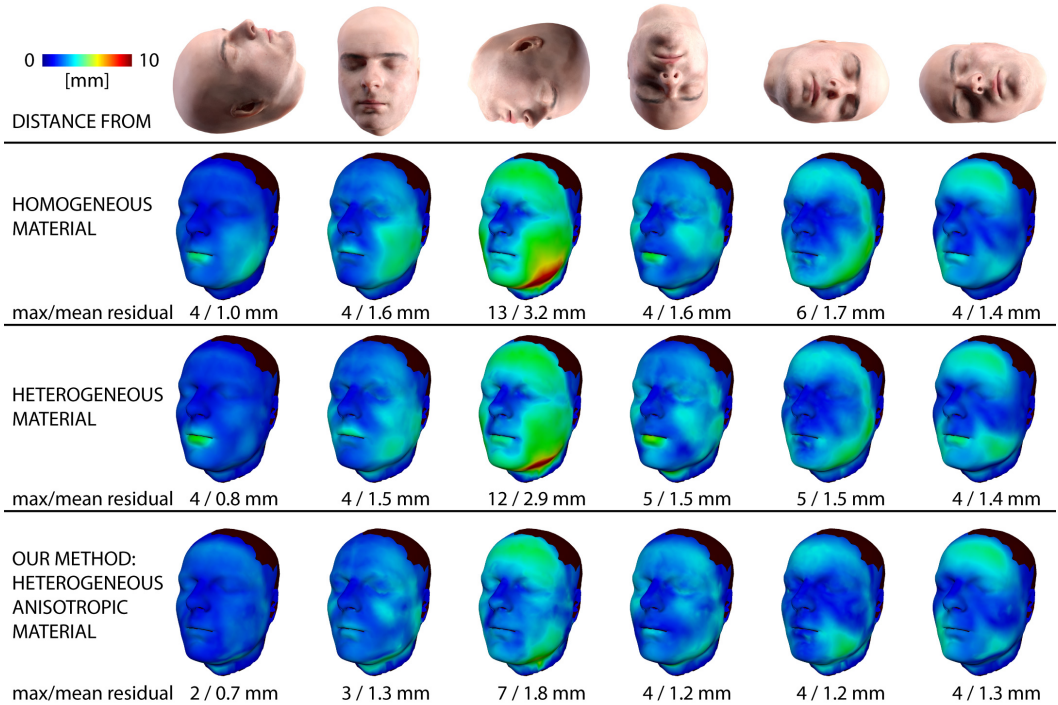 0 10
[mm]
DISTANCE FROM
HOMOGENEOUS
MATERIAL
max/mean residual 4 / 1.0 mm 4 / 1.6 mm 13 / 3.2 mm 4 / 1.6 mm 6 / 1.7 mm 4 / 1.4 mm
HETEROGENEOUS
MATERIAL
max/mean residual 4 / 0.8 mm 4 / 1.5 mm 12 / 2.9 mm 5 / 1.5 mm 5 / 1.5 mm 4 / 1.4 mm
OUR METHOD:
HETEROGENEOUS
ANISOTROPIC
MATERIAL
max/mean residual 2 / 0.7 mm 3 / 1.3 mm 7 / 1.8 mm 4 / 1.2 mm 4 / 1.2 mm 4 / 1.3 mm